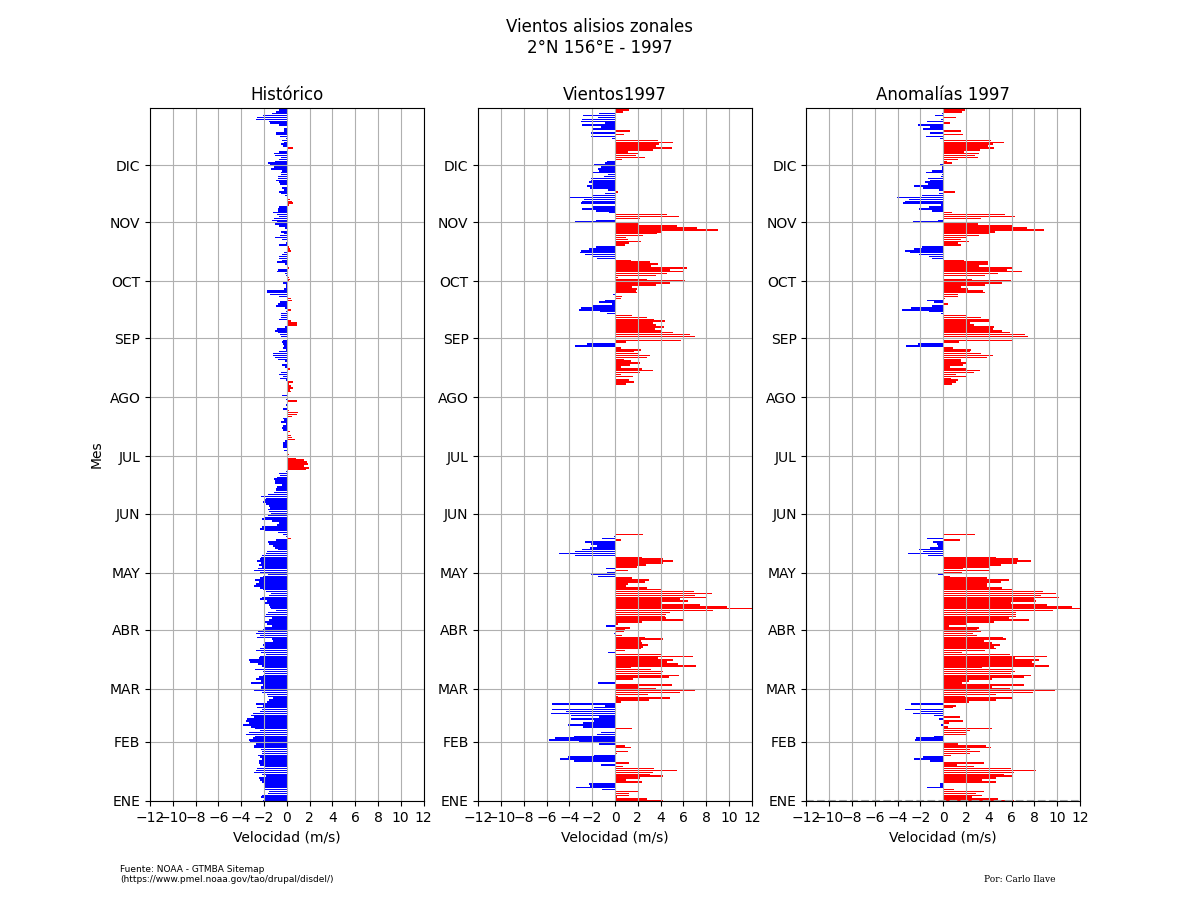 Vientos alisios zonales
2°N 156°E - 1997
Histórico
Vientos1997
Anomalías 1997
Mes
DIC
NOV
OCT
SEP
AGO
JUL
JUN
MAY
ABR
MAR
FEB
ENE
−12 −10 −8 −6 −4 −2 0 2 4 6 8 10 12
Velocidad (m/s)
DIC
NOV
OCT
SEP
AGO
JUL
JUN
MAY
ABR
MAR
FEB
ENE
−12 −10 −8 −6 −4 −2 0 2 4 6 8 10 12
Velocidad (m/s)
DIC
NOV
OCT
SEP
AGO
JUL
JUN
MAY
ABR
MAR
FEB
ENE
−12 −10 −8 −6 −4 −2 0 2 4 6 8 10 12
Velocidad (m/s)
Fuente: NOAA - GTMBA Sitemap
(https://www.pmel.noaa.gov/tao/drupal/disdel/)
Por: Carlo Ilave